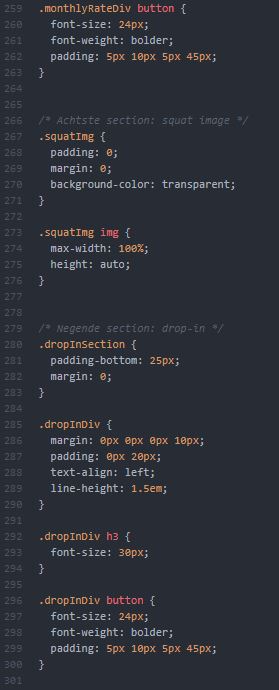 259 .monthlyRateDiv button {
260 font-size: 24px;
261 font-weight: bolder;
262 padding: 5px 10px 5px 45px;
263 }
264
265
266 /* Achtste section: squat image */
267 .squatImg {
268 padding: 0;
269 margin: 0;
270 background-color: transparent;
271 }
272
273 .squatImg img {
274 max-width: 100%;
275 height: auto;
276 }
277
278
279 /* Negende section: drop-in */
280 .dropInSection {
281 padding-bottom: 25px;
282 margin: 0;
283 }
284
285 .dropInDiv {
286 margin: 0px 0px 0px 10px;
287 padding: 0px 20px;
288 text-align: left;
289 line-height: 1.5em;
290 }
291
292 .dropInDiv h3 {
293 font-size: 30px;
294 }
295
296 .dropInDiv button {
297 font-size: 24px;
298 font-weight: bolder;
299 padding: 5px 10px 5px 45px;
300 }
301